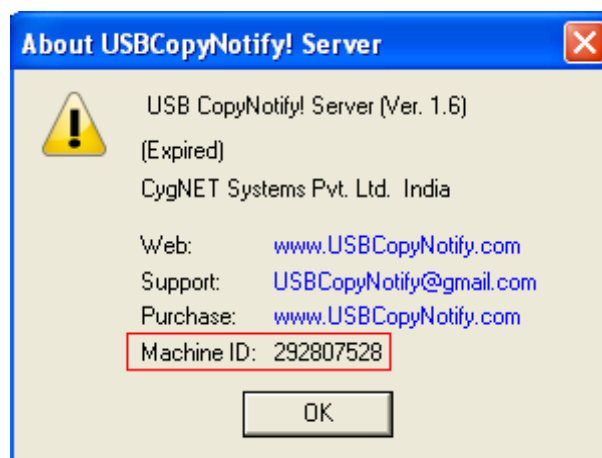 About USBCopyNotify! Server
USB CopyNotify! Server (Ver. 1.6)
(Expired)
CygNET Systems Pvt. Ltd. India
Web: www.USBCopyNotify.com
Support: USBCopyNotify@gmail.com
Purchase: www.USBCopyNotify.com
Machine ID: 292807528
OK